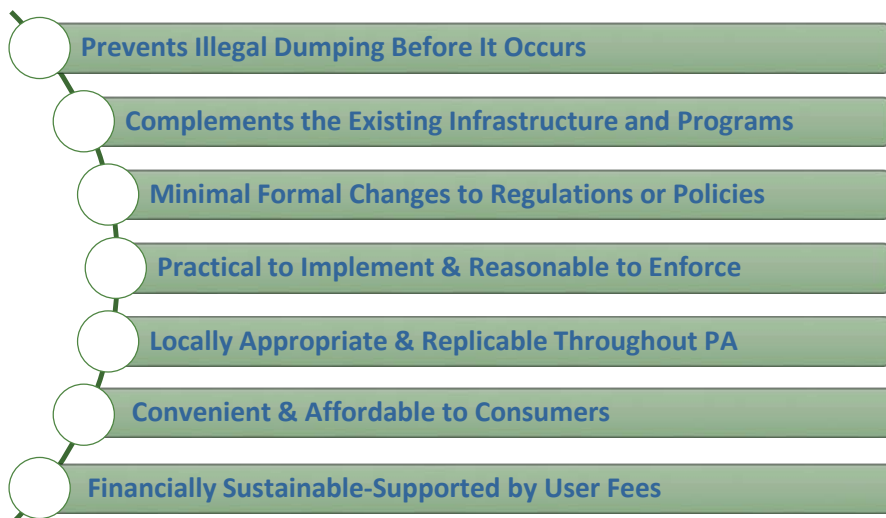 Prevents Illegal Dumping Before It Occurs
Complements the Existing Infrastructure and Programs
Minimal Formal Changes to Regulations or Policies
Practical to Implement & Reasonable to Enforce
Locally Appropriate & Replicable Throughout PA
Convenient & Affordable to Consumers
Financially Sustainable-Supported by User Fees